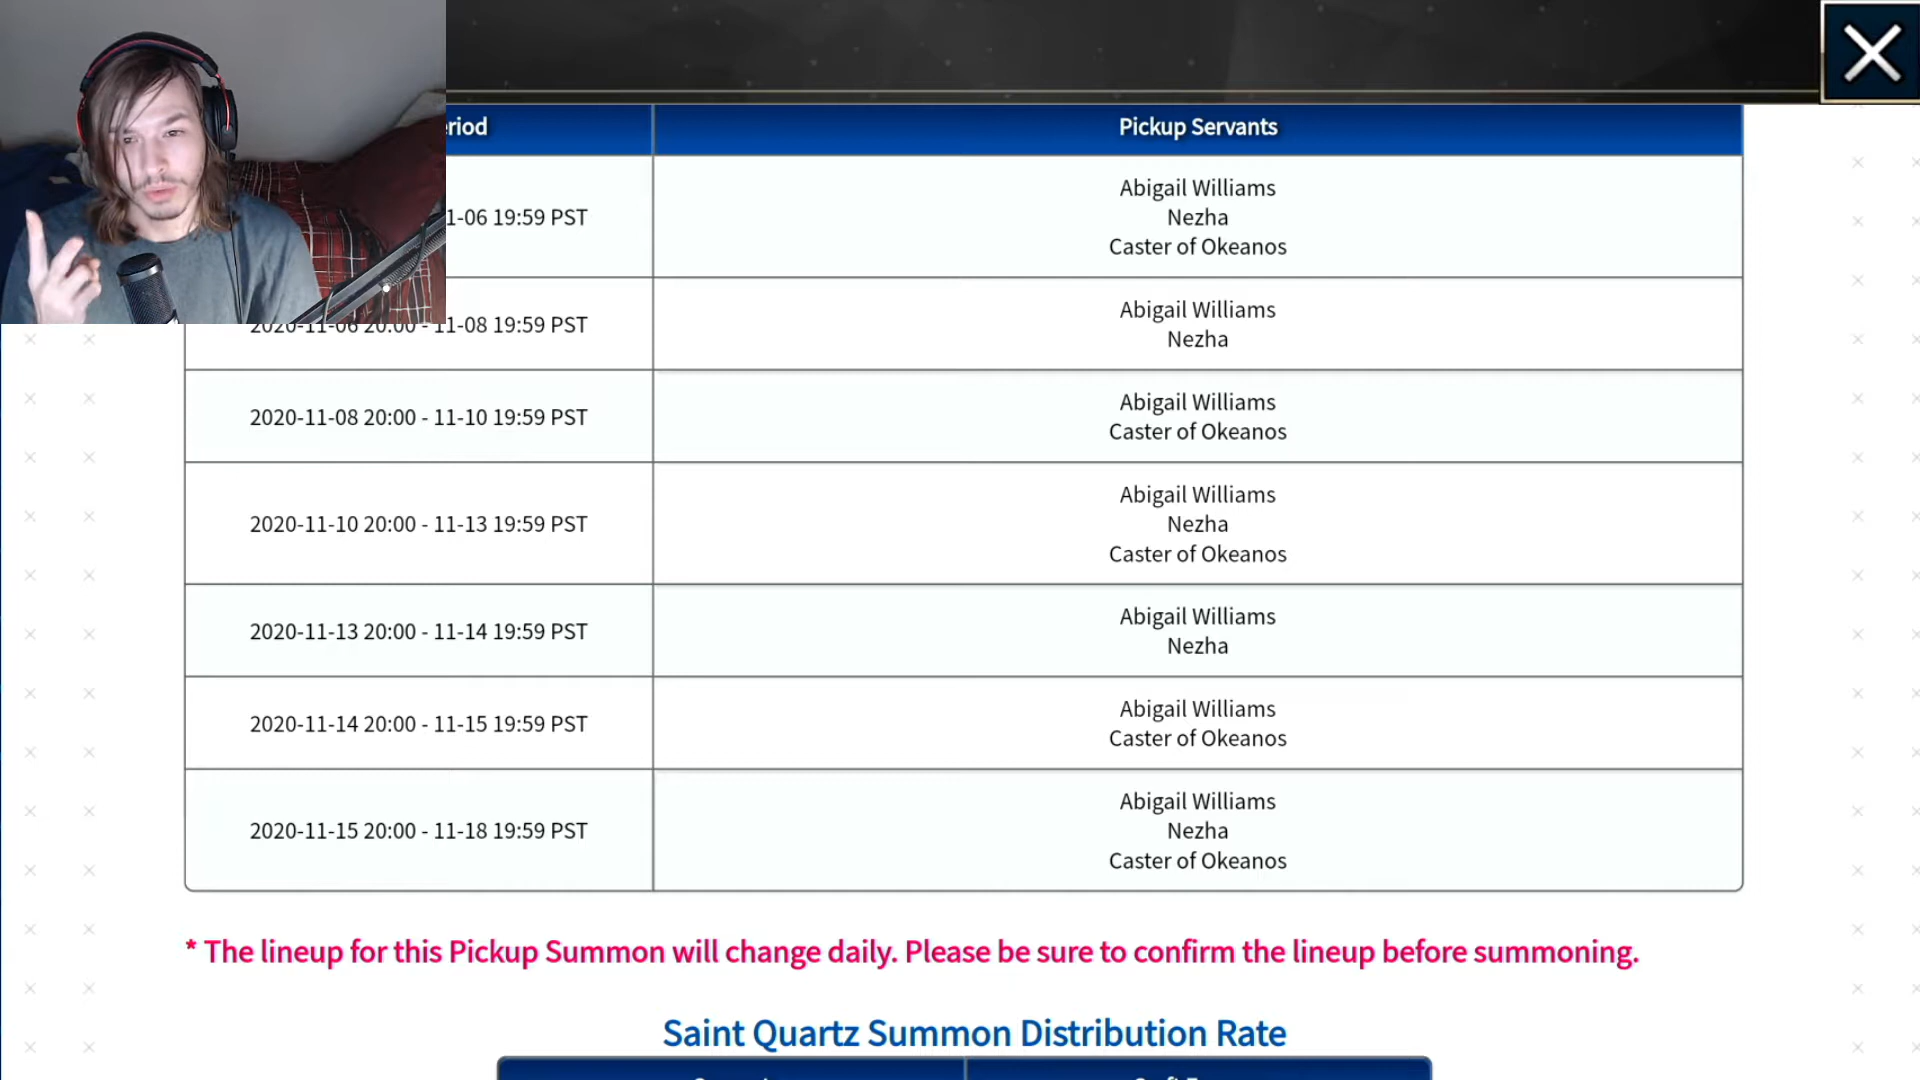 Pickup Servants
Abigail Williams
Nezha
19:59 PST
Caster of Okeanos
Abigail Williams
2020-11-06 20:00 - 11-08 19:59 PST
Nezha
Abigail Williams
2020-11-08 20:00 - 11-10 19:59 PST
Caster of Okeanos
Abigail Williams
2020-11-10 20:00 - 11-13 19:59 PST
Nezha
Caster of Okeanos
Abigail Williams
2020-11-13 20:00 - 11-14 19:59 PST
Nezha
Abigail Williams
2020-11-14 20:00 - 11-15 19:59 PST
Caster of Okeanos
Abigail Williams
2020-11-15 20:00 - 11-18 19:59 PST
Nezha
Caster of Okeanos
* The lineup for this Pickup Summon will change daily. Please be sure to confirm the lineup before summoning.
Saint Quartz Summon Distribution Rate